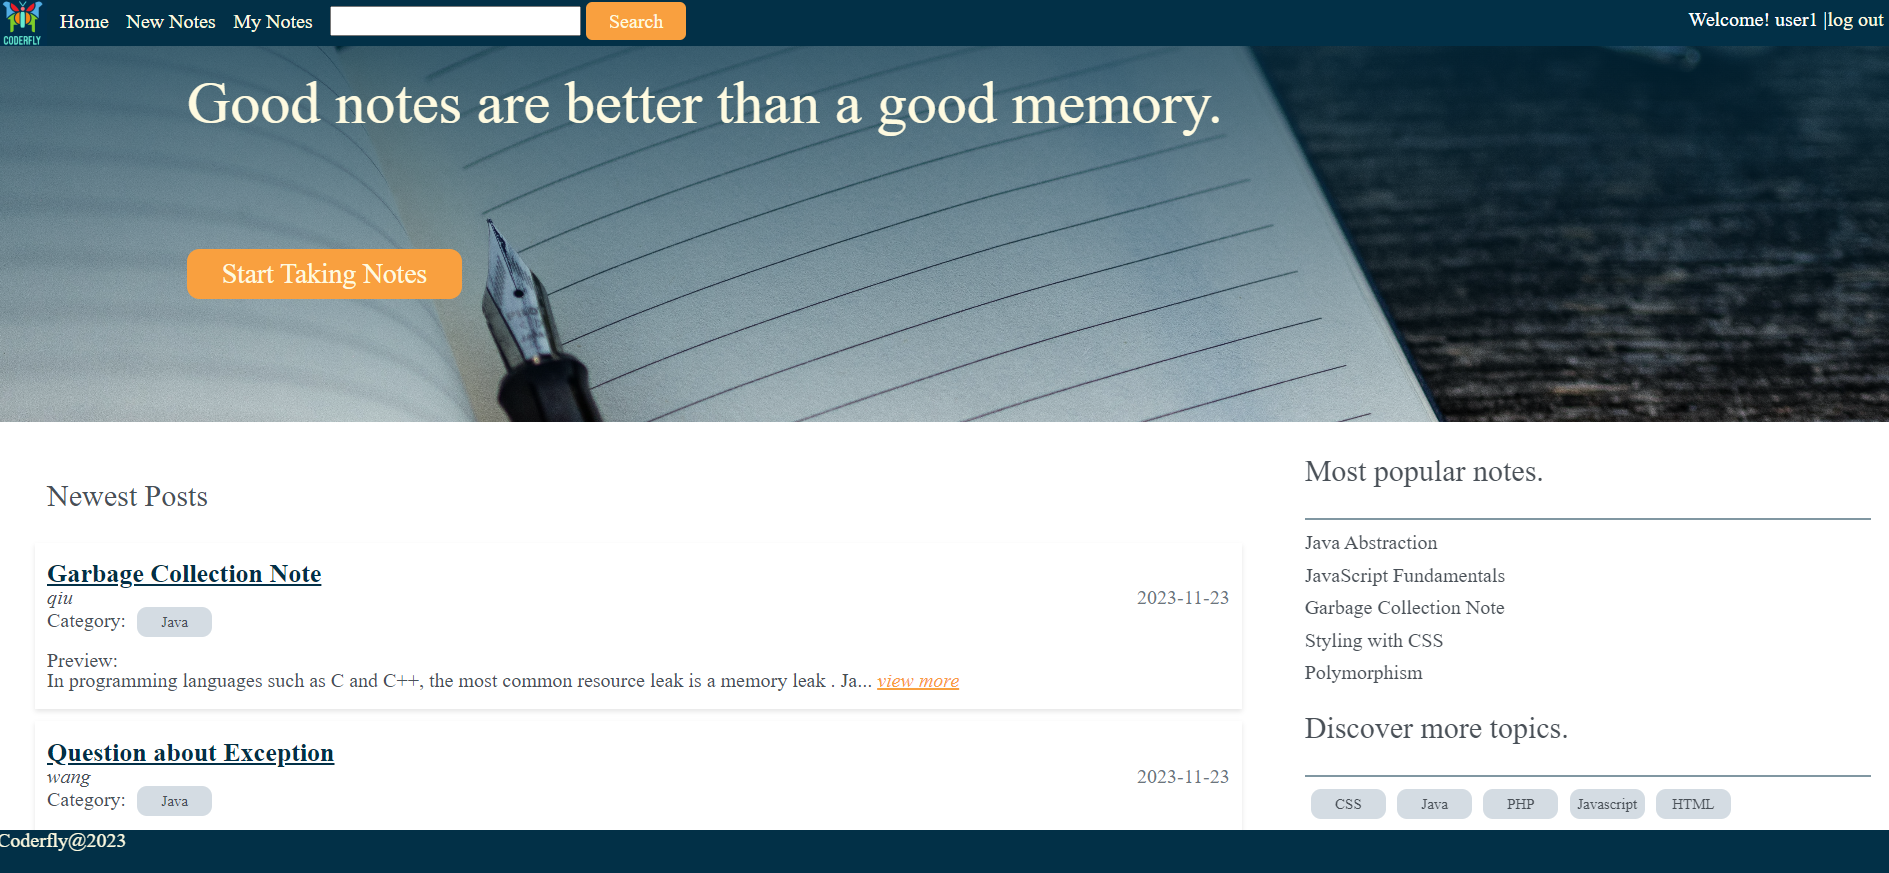 CODERFLY
Home New Notes My Notes Search Welcome! user1 |log out
Good notes are better than a good memory.
Start Taking Notes
Newest Posts
Garbage Collection Note
qiu
2023-11-23
Category: Java
Preview:
In programming languages such as C and C++, the most common resource leak is a memory leak . Ja... view more
Question about Exception
wang
2023-11-23
Category: Java
Most popular notes.
Java Abstraction
JavaScript Fundamentals
Garbage Collection Note
Styling with CSS
Polymorphism
Discover more topics.
CSS Java PHP Javascript HTML
Coderfly@2023